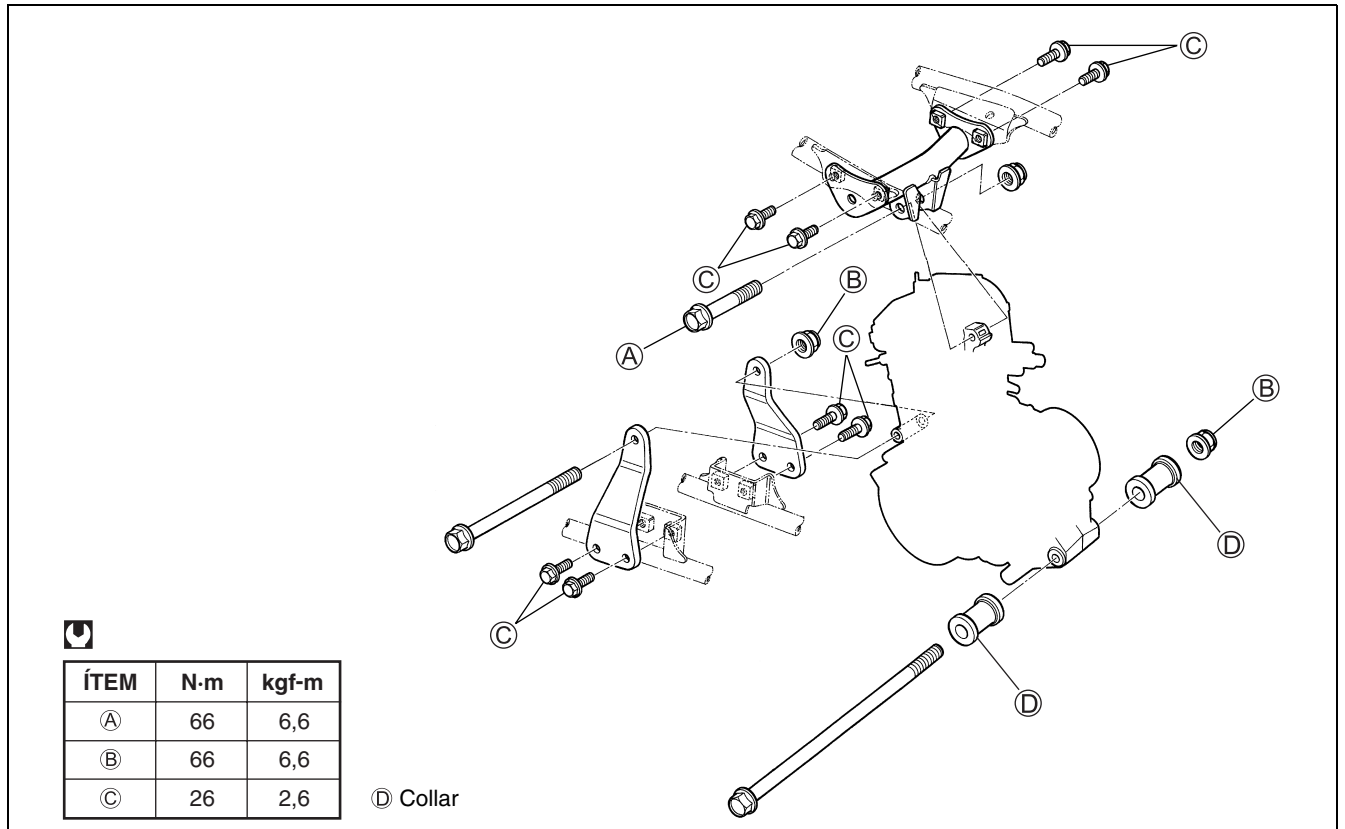 Ⓒ
Ⓒ
Ⓑ
Ⓒ
Ⓐ
Ⓑ
Ⓓ
Ⓒ
Ⓓ
ÍTEM N·m kgf-m
Ⓐ 66 6,6
Ⓑ 66 6,6
Ⓒ 26 2,6
Ⓓ Collar